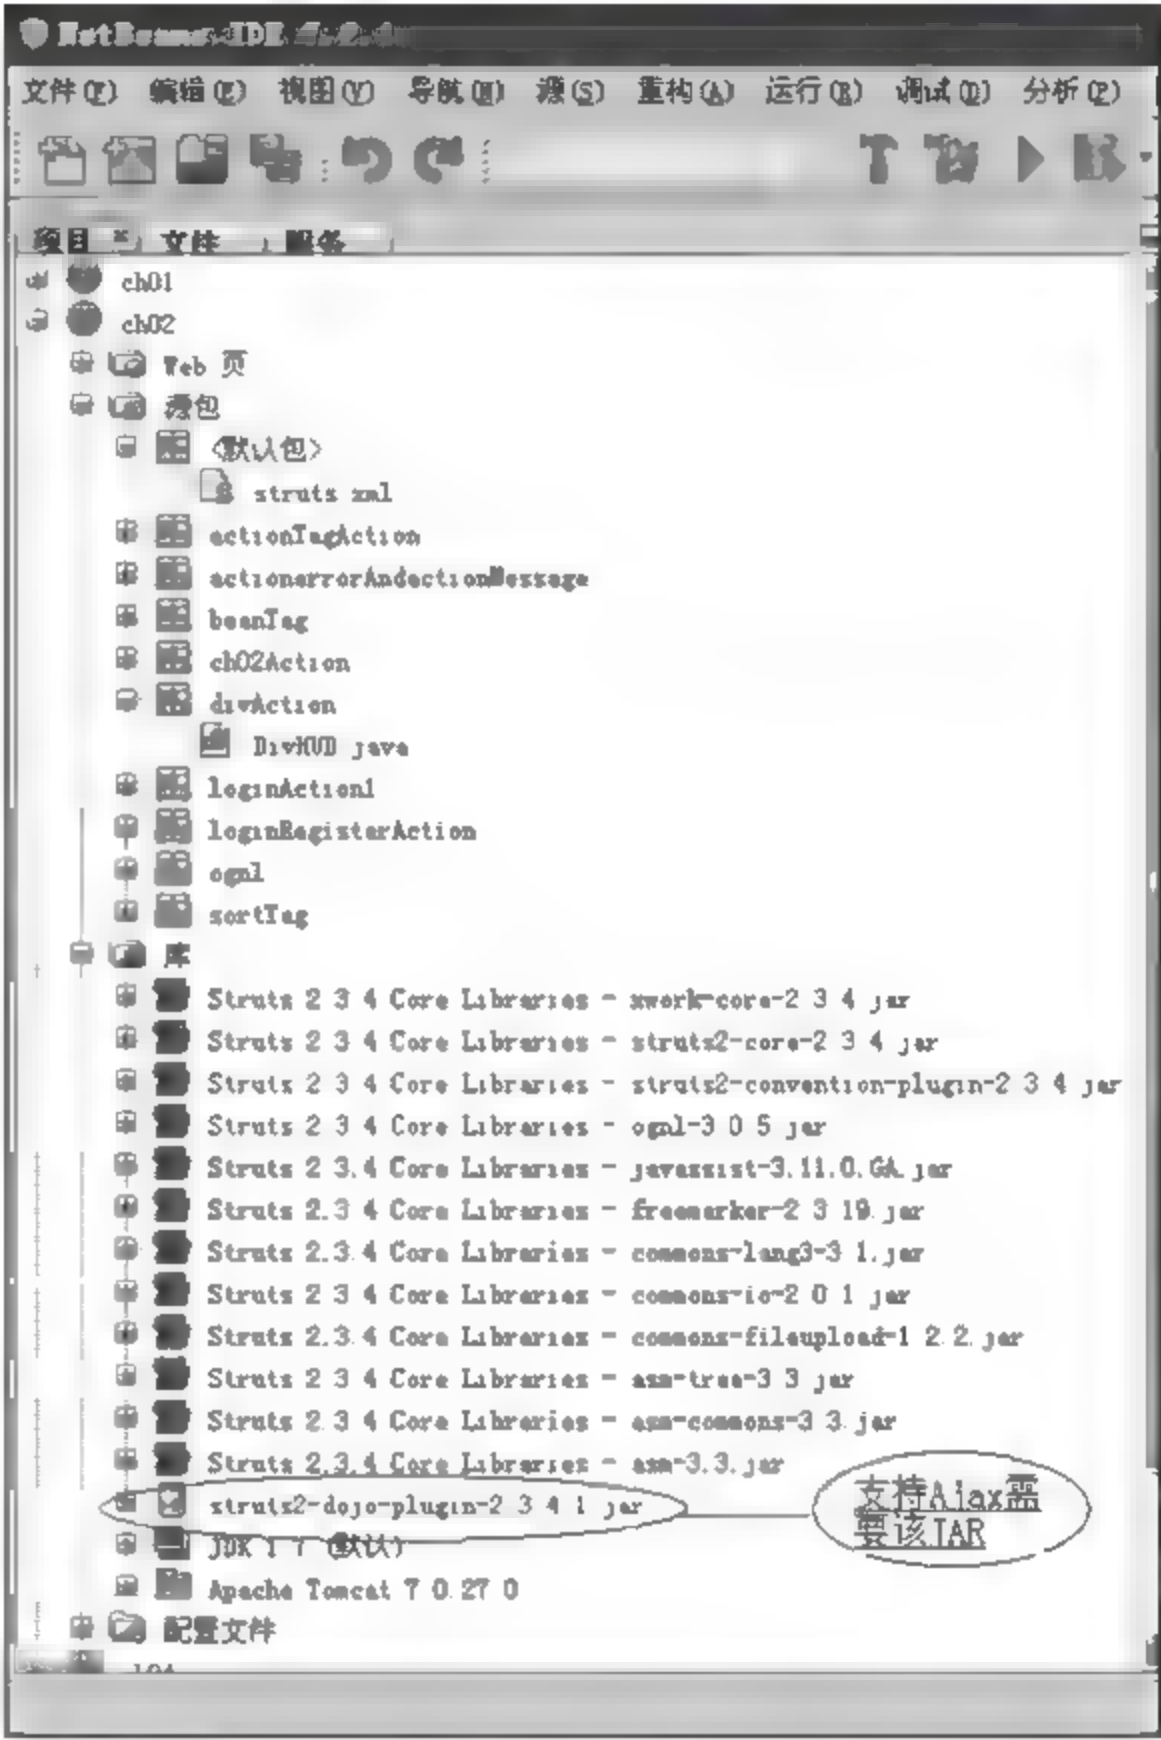 NetBeans IDE
文件(F) 编辑(E) 视图(V) 导航(N) 源(S) 重构(A) 运行(R) 调试(D) 分析(P)
项目 文件 服务
ch01
ch02
Web 页
源包
<默认包>
struts xml
actionTagAction
actionerrorAndactionMessage
beanTag
ch02Action
divAction
java
loginAction1
loginRegisterAction
ognl
sortTag
库
Struts 2 3 4 Core Libraries - xwork-core-2 3 4 jar
Struts 2 3 4 Core Libraries - struts2-core-2 3 4 jar
Struts 2 3 4 Core Libraries - struts2-convention-plugin-2 3 4 jar
Struts 2 3 4 Core Libraries - ognl-3 0 5 jar
Struts 2 3.4 Core Libraries - javassist-3.11.0.GA.jar
Struts 2.3 4 Core Libraries - freemarker-2 3 19.jar
Struts 2.3.4 Core Libraries - commons-lang3-3 1.jar
Struts 2 3 4 Core Libraries - commons-io-2 0 1 jar
Struts 2.3.4 Core Libraries - commons-fileupload-1 2.2.jar
Struts 2 3 4 Core Libraries - asm-tree-3 3 jar
Struts 2.3 4 Core Libraries - asm-commons-3 3.jar
Struts 2.3.4 Core Libraries - asm-3.3.jar
struts2-dojo-plugin-2 3 4 1 jar
支持Ajax需
要该JAR
JDK 1 7 (默认)
Apache Tomcat 7 0.27 0
配置文件